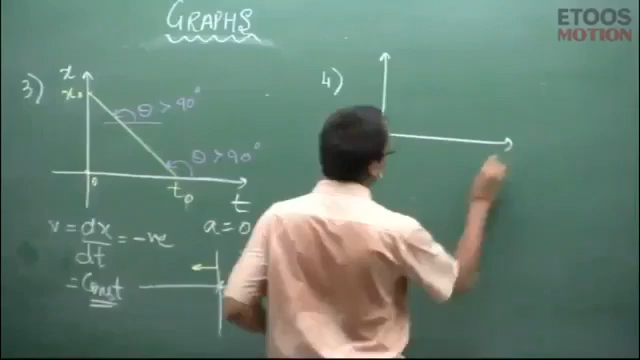 GRAPHS
ETOOS
MOTION
3)
x
x₀
θ > 90°
θ > 90°
0
t₀
t
v = dx/dt = -ve
a = 0
= Const
4)